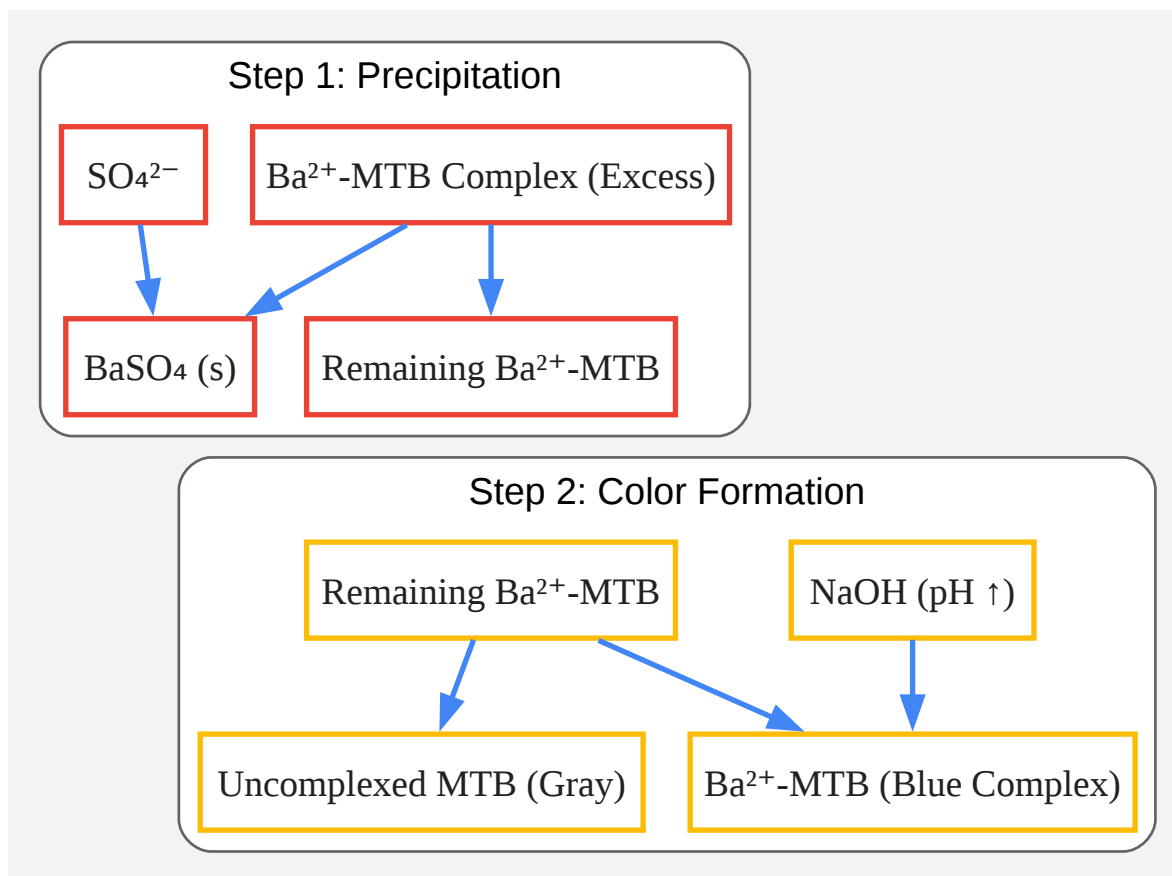 Step 1: Precipitation
SO₄²⁻
Ba²⁺-MTB Complex (Excess)
BaSO₄ (s)
Remaining Ba²⁺-MTB
Step 2: Color Formation
Remaining Ba²⁺-MTB
NaOH (pH ↑)
Uncomplexed MTB (Gray)
Ba²⁺-MTB (Blue Complex)